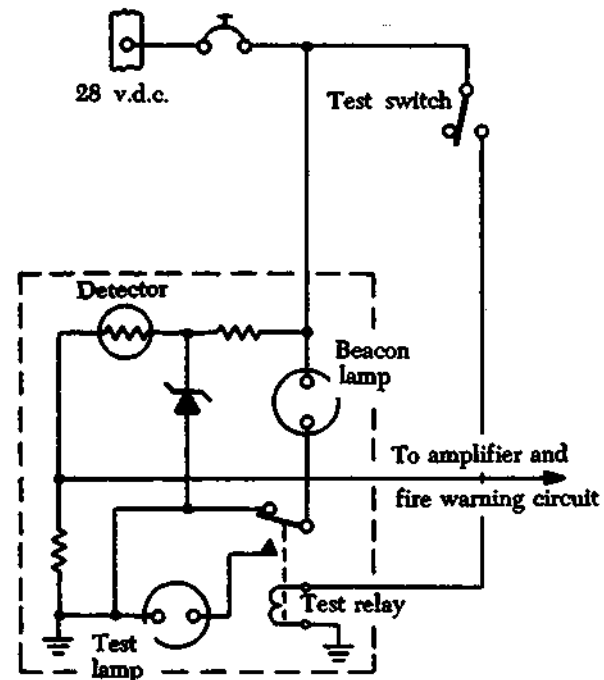 28 v.d.c.
Test switch
Detector
Beacon
lamp
To amplifier and
fire warning circuit
Test relay
Test
lamp